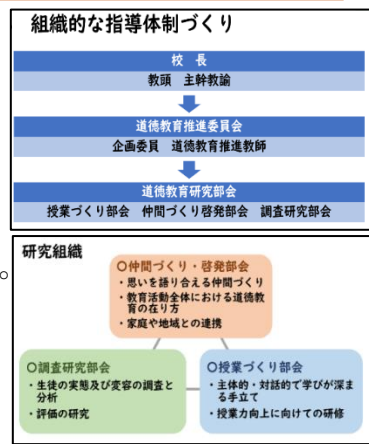 組織的な指導体制づくり
校 長
教頭 主幹教諭
道徳教育推進委員会
企画委員 道徳教育推進教師
道徳教育研究部会
授業づくり部会 仲間づくり啓発部会 調査研究部会
研究組織
○仲間づくり・啓発部会
・思いを語り合える仲間づくり
・教育活動全体における道徳教
育の在り方
・家庭や地域との連携
○調査研究部会
・生徒の実態及び変容の調査と
分析
・評価の研究
○授業づくり部会
・主体的・対話的で学びが深ま
る手立て
・授業力向上に向けての研修